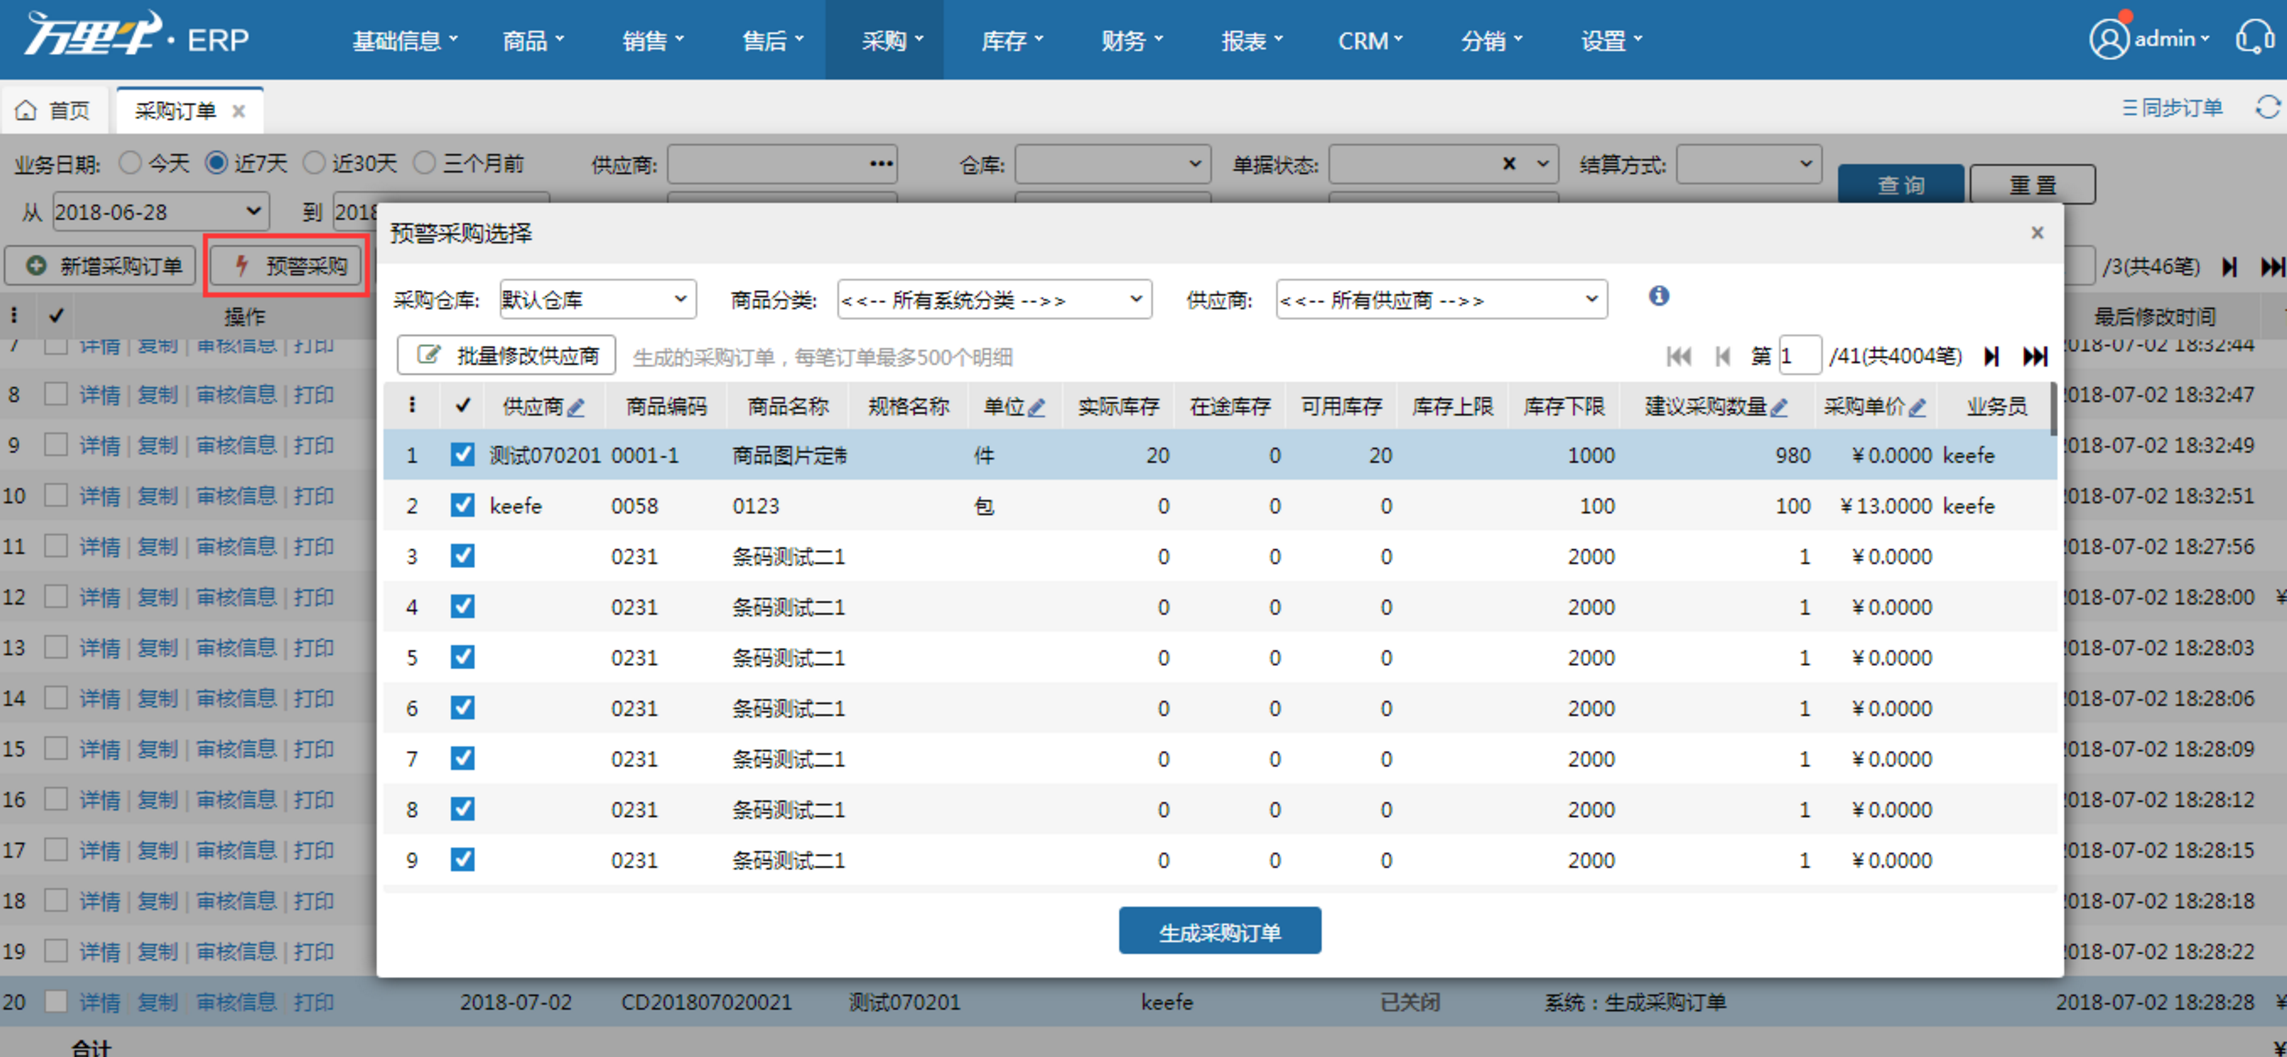 万里牛·ERP 基础信息 商品 销售 售后 采购 库存 财务 报表 CRM 分销 设置 admin
首页 采购订单 × 同步订单
业务日期: 今天 近7天 近30天 三个月前 供应商: 仓库: 单据状态: 结算方式: 查询 重置
从 2018-06-28 到 2018
新增采购订单 预警采购 /3(共46笔)
操作 最后修改时间
7 详情|复制|审核信息|打印 2018-07-02 18:32:44
8 详情|复制|审核信息|打印 2018-07-02 18:32:47
9 详情|复制|审核信息|打印 2018-07-02 18:32:49
10 详情|复制|审核信息|打印 2018-07-02 18:32:51
11 详情|复制|审核信息|打印 2018-07-02 18:27:56
12 详情|复制|审核信息|打印 2018-07-02 18:28:00 ¥
13 详情|复制|审核信息|打印 2018-07-02 18:28:03
14 详情|复制|审核信息|打印 2018-07-02 18:28:06
15 详情|复制|审核信息|打印 2018-07-02 18:28:09
16 详情|复制|审核信息|打印 2018-07-02 18:28:12
17 详情|复制|审核信息|打印 2018-07-02 18:28:15
18 详情|复制|审核信息|打印 2018-07-02 18:28:18
19 详情|复制|审核信息|打印 2018-07-02 18:28:22
20 详情|复制|审核信息|打印 2018-07-02 CD201807020021 测试070201 keefe 已关闭 系统：生成采购订单 2018-07-02 18:28:28 ¥
合计 ¥
预警采购选择 ×
采购仓库: 默认仓库 商品分类: <<-- 所有系统分类 -->> 供应商: <<-- 所有供应商 -->>
批量修改供应商 生成的采购订单，每笔订单最多500个明细 第 1 /41(共4004笔)
供应商 商品编码 商品名称 规格名称 单位 实际库存 在途库存 可用库存 库存上限 库存下限 建议采购数量 采购单价 业务员
1 测试070201 0001-1 商品图片定制 件 20 0 20 1000 980 ¥0.0000 keefe
2 keefe 0058 0123 包 0 0 0 100 100 ¥13.0000 keefe
3 0231 条码测试二1 0 0 0 2000 1 ¥0.0000
4 0231 条码测试二1 0 0 0 2000 1 ¥0.0000
5 0231 条码测试二1 0 0 0 2000 1 ¥0.0000
6 0231 条码测试二1 0 0 0 2000 1 ¥0.0000
7 0231 条码测试二1 0 0 0 2000 1 ¥0.0000
8 0231 条码测试二1 0 0 0 2000 1 ¥0.0000
9 0231 条码测试二1 0 0 0 2000 1 ¥0.0000
生成采购订单